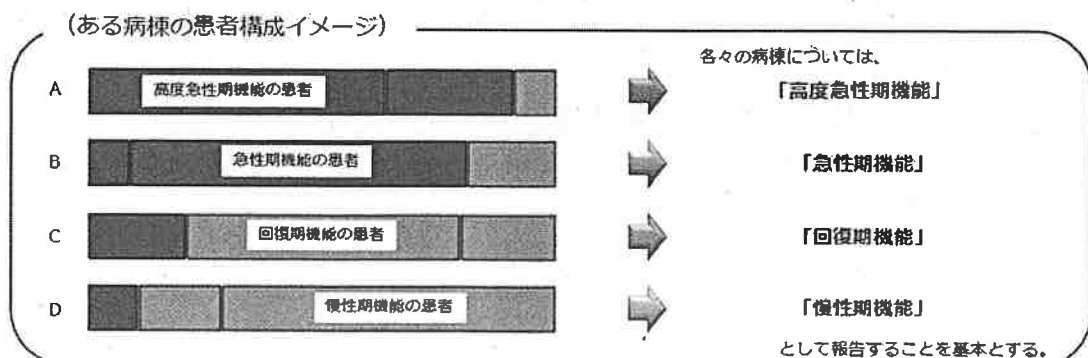 (ある病棟の患者構成イメージ)
各々の病棟については、
A 高度急性期機能の患者 「高度急性期機能」
B 急性期機能の患者 「急性期機能」
C 回復期機能の患者 「回復期機能」
D 慢性期機能の患者 「慢性期機能」
として報告することを基本とする。